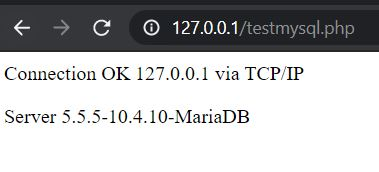 127.0.0.1/testmysql.php
Connection OK 127.0.0.1 via TCP/IP
Server 5.5.5-10.4.10-MariaDB